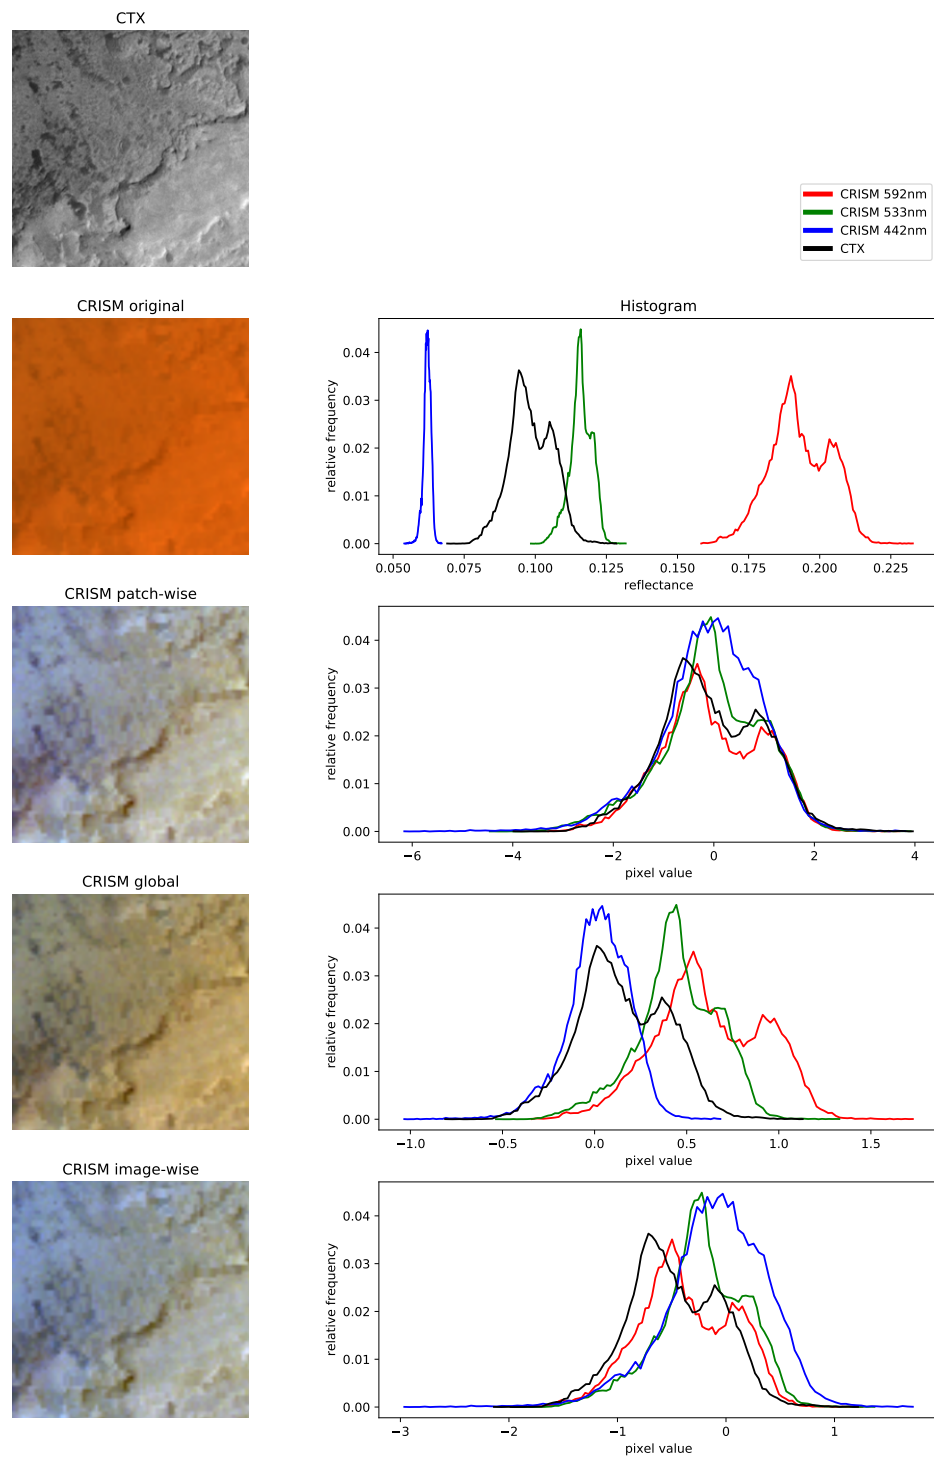 CTX
CRISM 592nm
CRISM 533nm
CRISM 442nm
CTX
CRISM original
Histogram
relative frequency
0.04
0.03
0.02
0.01
0.00
0.050 0.075 0.100 0.125 0.150 0.175 0.200 0.225
reflectance
CRISM patch-wise
relative frequency
0.04
0.03
0.02
0.01
0.00
−6 −4 −2 0 2 4
pixel value
CRISM global
relative frequency
0.04
0.03
0.02
0.01
0.00
−1.0 −0.5 0.0 0.5 1.0 1.5
pixel value
CRISM image-wise
relative frequency
0.04
0.03
0.02
0.01
0.00
−3 −2 −1 0 1
pixel value